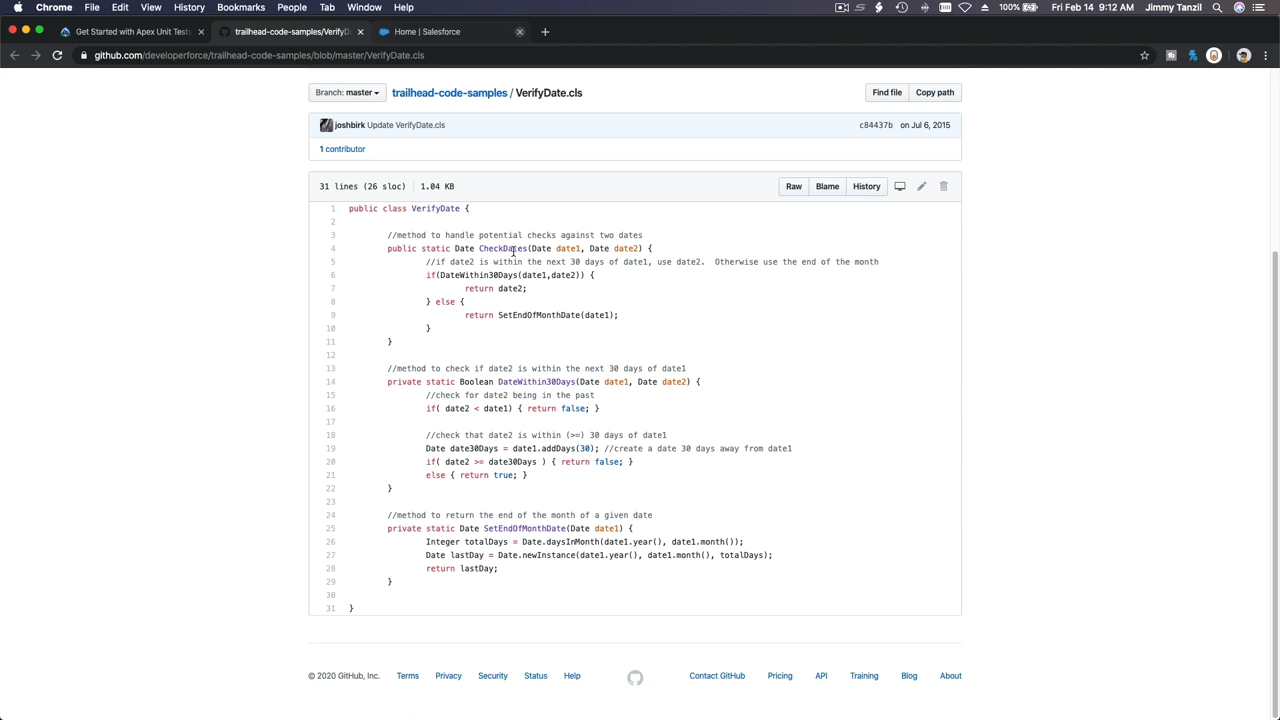 Chrome File Edit View History Bookmarks People Tab Window Help 100% Fri Feb 14 9:12 AM Jimmy Tanzil
Get Started with Apex Unit Tests trailhead-code-samples/VerifyD Home | Salesforce
github.com/developerforce/trailhead-code-samples/blob/master/VerifyDate.cls
Branch: master trailhead-code-samples / VerifyDate.cls Find file Copy path
joshbirk Update VerifyDate.cls c84437b on Jul 6, 2015
1 contributor
31 lines (26 sloc) 1.04 KB Raw Blame History
1 public class VerifyDate {
2
3 //method to handle potential checks against two dates
4 public static Date CheckDates(Date date1, Date date2) {
5 //if date2 is within the next 30 days of date1, use date2.  Otherwise use the end of the month
6 if(DateWithin30Days(date1,date2)) {
7 return date2;
8 } else {
9 return SetEndOfMonthDate(date1);
10 }
11 }
12
13 //method to check if date2 is within the next 30 days of date1
14 private static Boolean DateWithin30Days(Date date1, Date date2) {
15 //check for date2 being in the past
16 if( date2 < date1) { return false; }
17
18 //check that date2 is within (>=) 30 days of date1
19 Date date30Days = date1.addDays(30); //create a date 30 days away from date1
20 if( date2 >= date30Days ) { return false; }
21 else { return true; }
22 }
23
24 //method to return the end of the month of a given date
25 private static Date SetEndOfMonthDate(Date date1) {
26 Integer totalDays = Date.daysInMonth(date1.year(), date1.month());
27 Date lastDay = Date.newInstance(date1.year(), date1.month(), totalDays);
28 return lastDay;
29 }
30
31 }
© 2020 GitHub, Inc. Terms Privacy Security Status Help Contact GitHub Pricing API Training Blog About